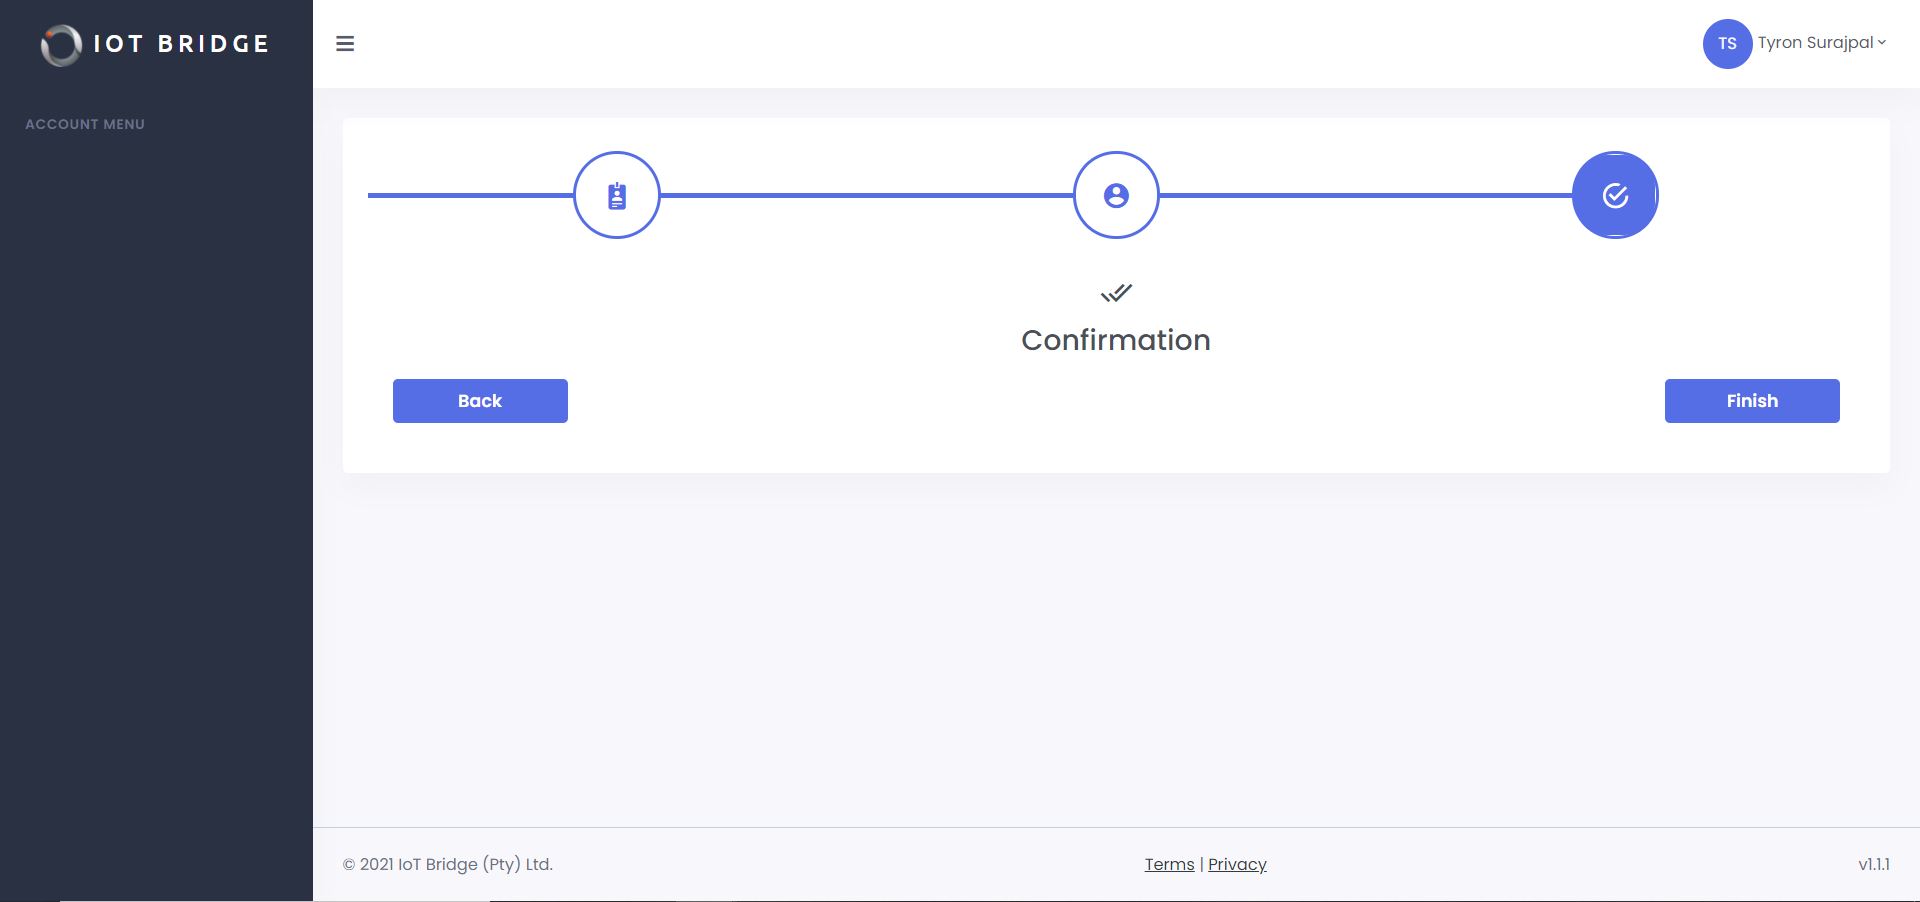 IOT BRIDGE
TS
Tyron Surajpal
ACCOUNT MENU
Confirmation
Back
Finish
© 2021 IoT Bridge (Pty) Ltd.
Terms | Privacy
v1.1.1